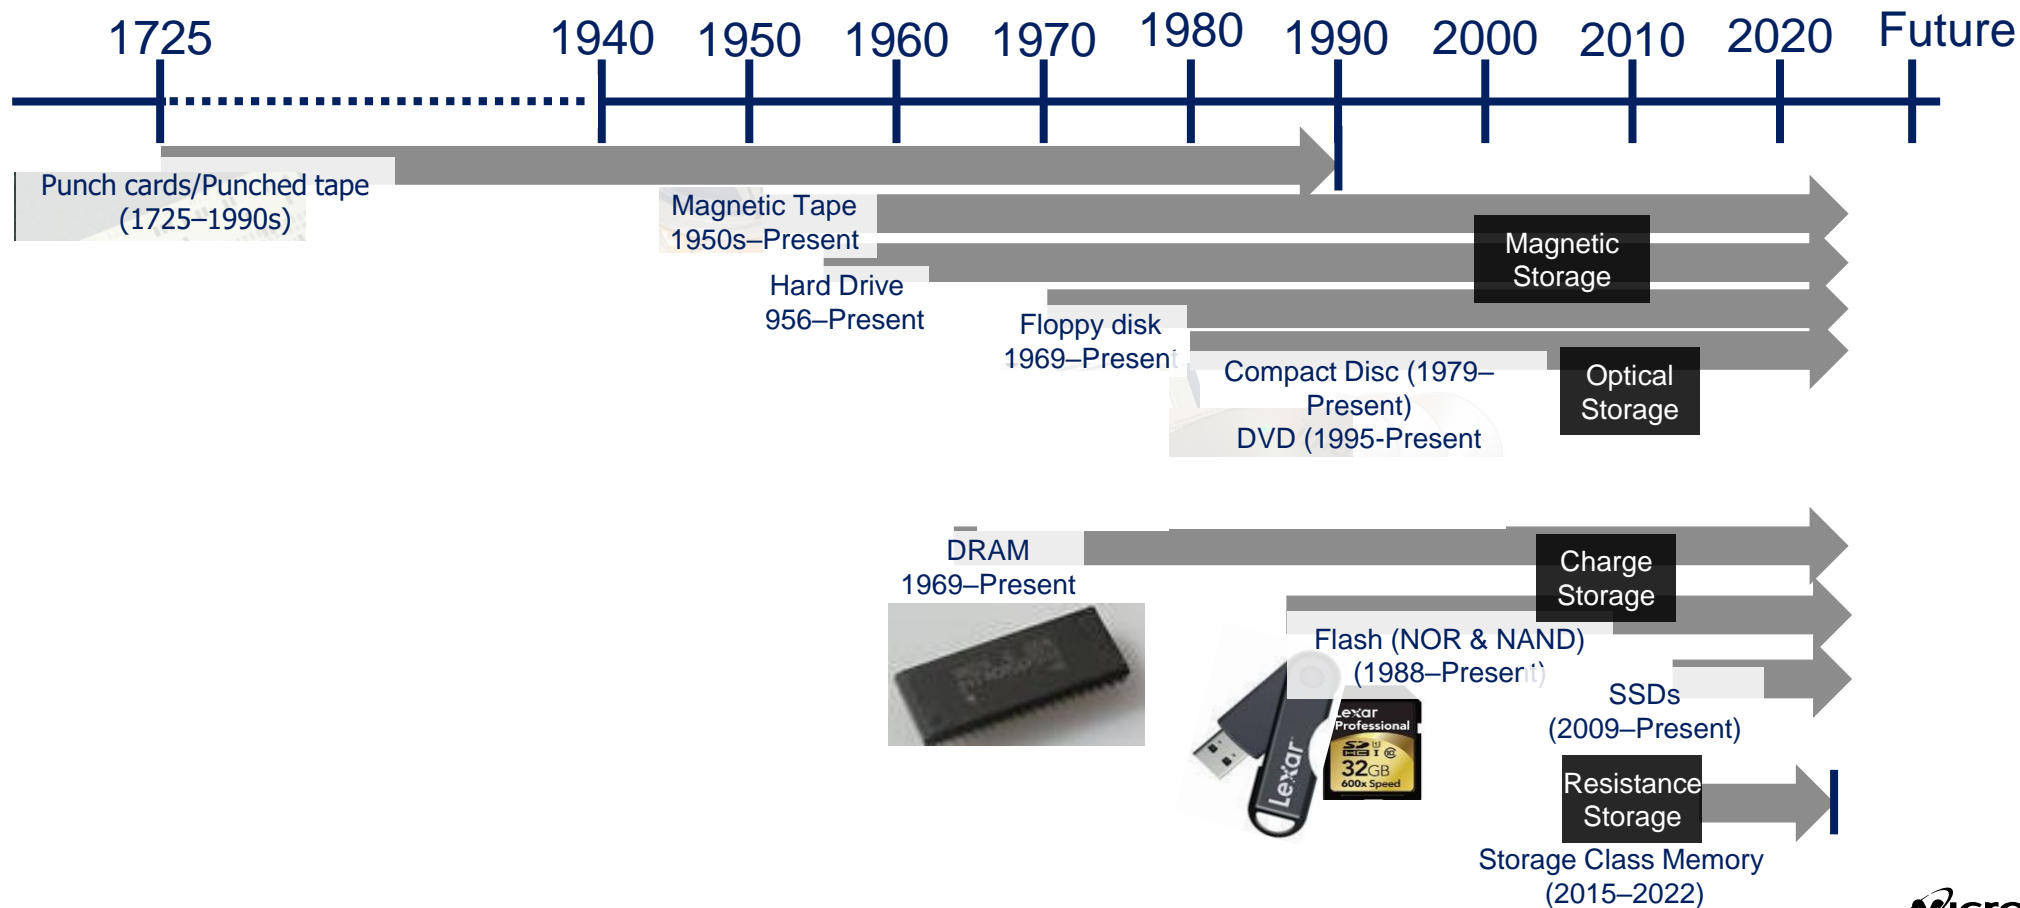 1725
1940
1950
1960
1970
1980
1990
2000
2010
2020
Future
Punch cards/Punched tape
(1725–1990s)
Magnetic Tape
1950s–Present
Magnetic
Storage
Hard Drive
956–Present
Floppy disk
1969–Present
Compact Disc (1979–
Present)
DVD (1995-Present
Optical
Storage
DRAM
1969–Present
Charge
Storage
Flash (NOR & NAND)
(1988–Present)
SSDs
(2009–Present)
Lexar
Lexar
Professional
SD HC I 10
32GB
600x Speed
Resistance
Storage
Storage Class Memory
(2015–2022)